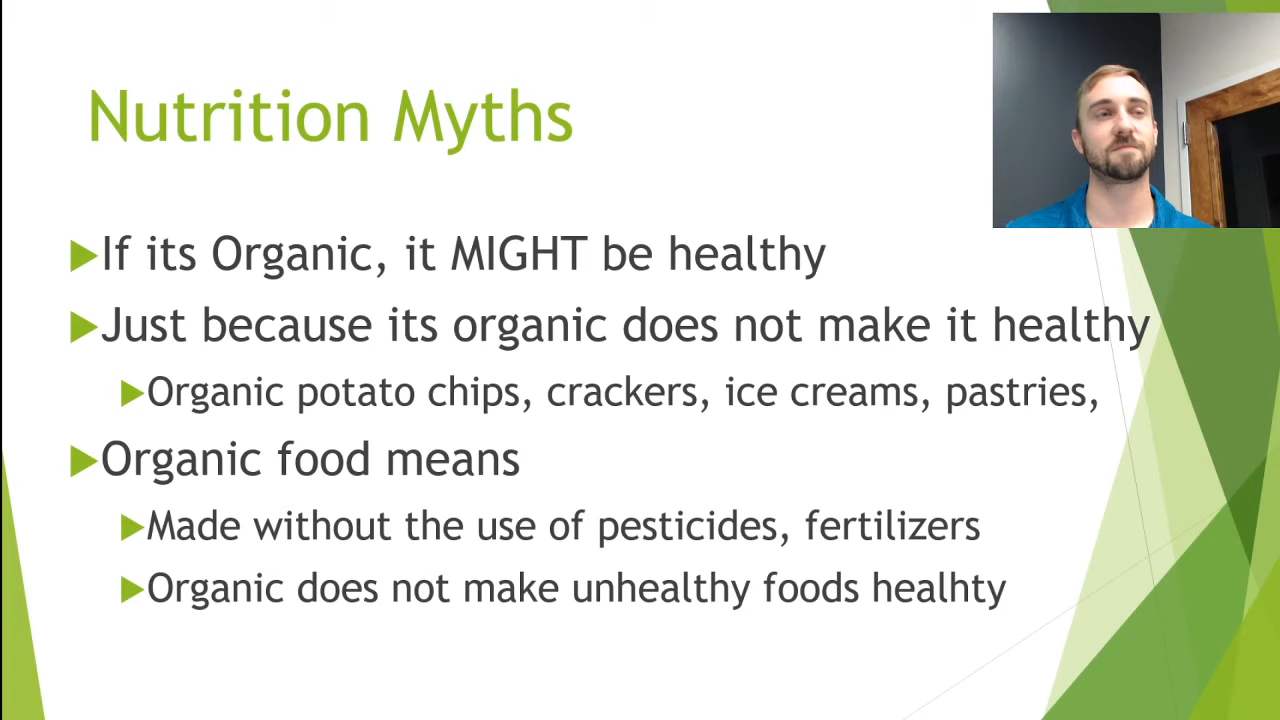 Nutrition Myths
If its Organic, it MIGHT be healthy
Just because its organic does not make it healthy
Organic potato chips, crackers, ice creams, pastries,
Organic food means
Made without the use of pesticides, fertilizers
Organic does not make unhealthy foods healhty